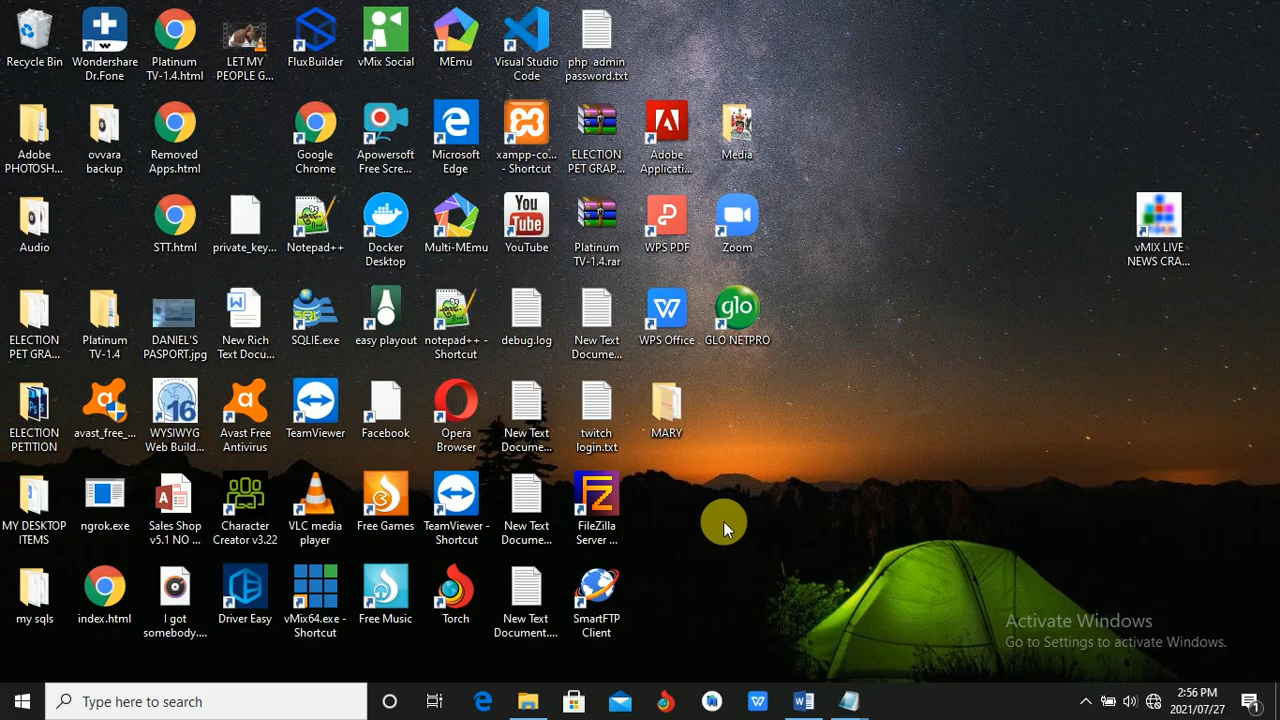 Recycle Bin
Wondershare
Dr.Fone
Platinum
TV-1.4.html
LET MY
PEOPLE G...
FluxBuilder
vMix Social
MEmu
Visual Studio
Code
php_admin
password.txt
Adobe
PHOTOSH...
ovvara
backup
Removed
Apps.html
Google
Chrome
Apowersoft
Free Scre...
Microsoft
Edge
xampp-co...
- Shortcut
ELECTION
PET GRAP...
Adobe
Applicati...
Media
Audio
STT.html
private_key...
Notepad++
Docker
Desktop
Multi-MEmu
You
Tube
YouTube
Platinum
TV-1.4.rar
WPS PDF
Zoom
vMIX LIVE
NEWS CRA...
ELECTION
PET GRA...
Platinum
TV-1.4
DANIEL'S
PASPORT.jpg
New Rich
Text Docu...
SQLIE.exe
easy playout
notepad++ -
Shortcut
debug.log
New Text
Docume...
WPS Office
glo
GLO NETPRO
ELECTION
PETITION
avast_free_...
16
WYSIWYG
Web Build...
Avast Free
Antivirus
TeamViewer
Facebook
Opera
Browser
New Text
Docume...
twitch
login.txt
MARY
MY DESKTOP
ITEMS
ngrok.exe
Sales Shop
v5.1 NO ...
Character
Creator v3.22
VLC media
player
Free Games
TeamViewer -
Shortcut
New Text
Docume...
FileZilla
Server ...
my sqls
index.html
I got
somebody....
Driver Easy
vMix64.exe -
Shortcut
Free Music
Torch
New Text
Document....
SmartFTP
Client
Activate Windows
Go to Settings to activate Windows.
Type here to search
2:56 PM
2021/07/27
1